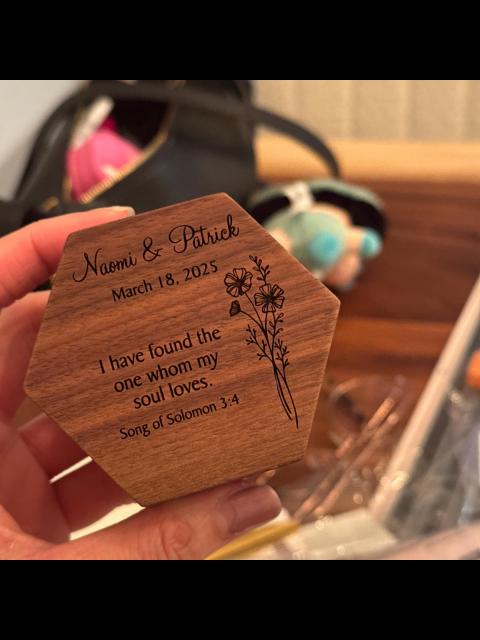 Naomi & Patrick
March 18, 2025
I have found the
one whom my
soul loves.
Song of Solomon 3:4